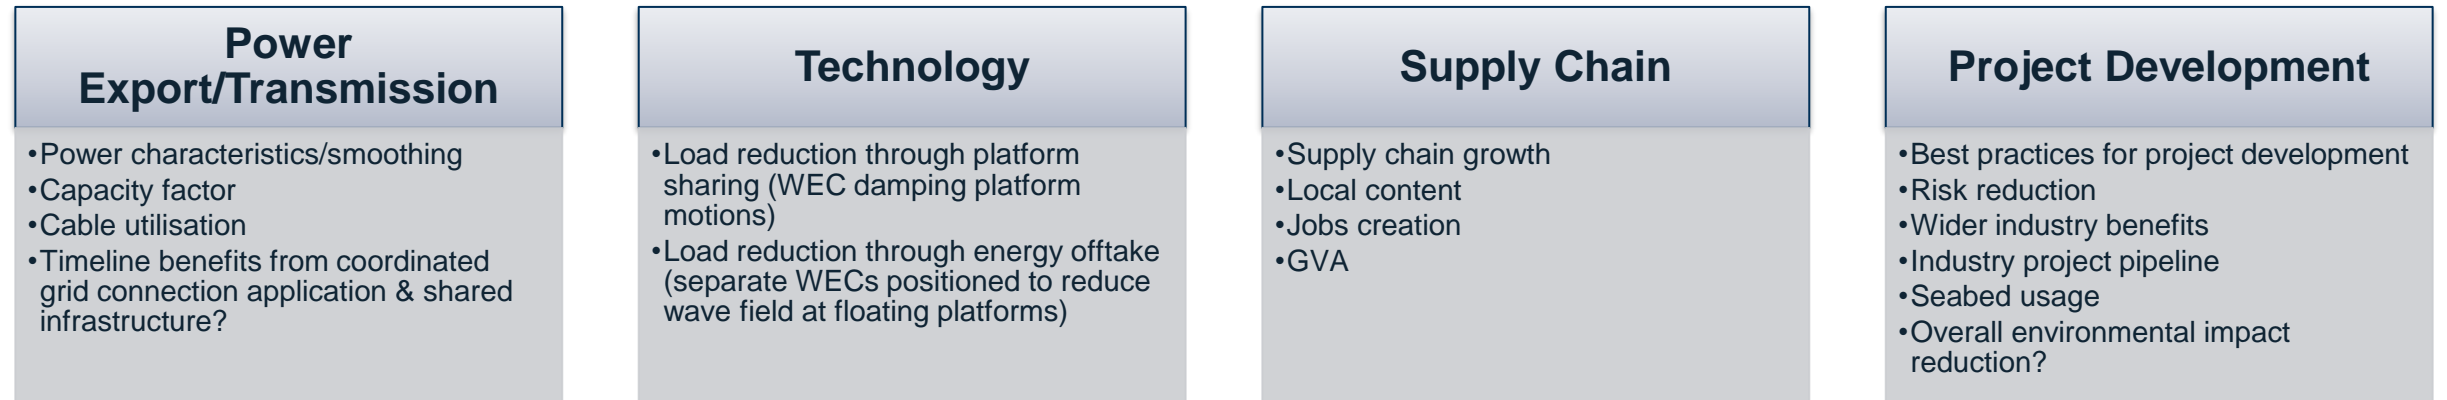 Power
Export/Transmission
•Power characteristics/smoothing
•Capacity factor
•Cable utilisation
•Timeline benefits from coordinated
grid connection application & shared
infrastructure?
Technology
•Load reduction through platform
sharing (WEC damping platform
motions)
•Load reduction through energy offtake
(separate WECs positioned to reduce
wave field at floating platforms)
Supply Chain
•Supply chain growth
•Local content
•Jobs creation
•GVA
Project Development
•Best practices for project development
•Risk reduction
•Wider industry benefits
•Industry project pipeline
•Seabed usage
•Overall environmental impact
reduction?